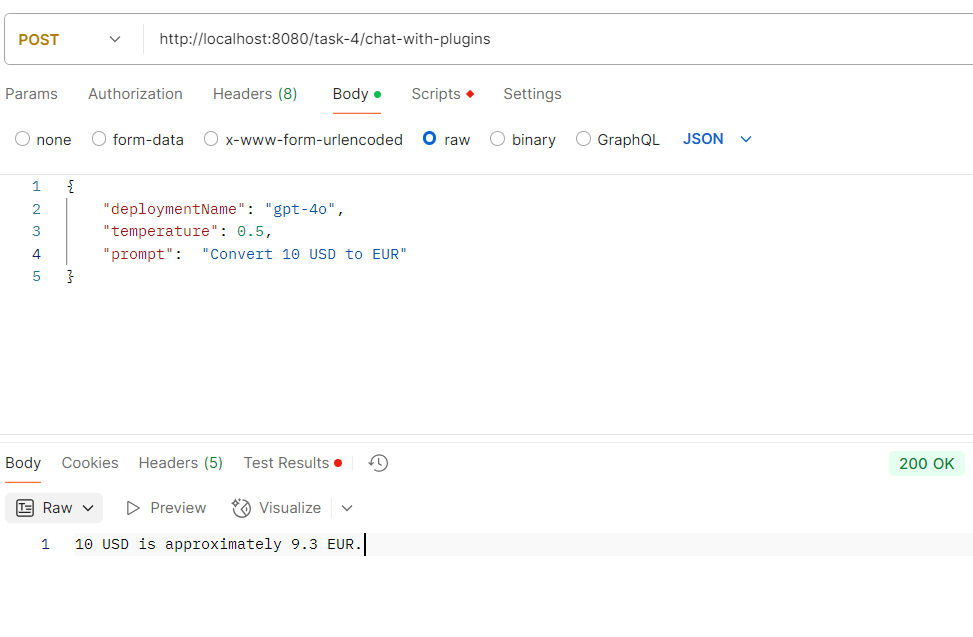 POST http://localhost:8080/task-4/chat-with-plugins
Params Authorization Headers (8) Body Scripts Settings
none form-data x-www-form-urlencoded raw binary GraphQL JSON
1 {
2 "deploymentName": "gpt-4o",
3 "temperature": 0.5,
4 "prompt":  "Convert 10 USD to EUR"
5 }
Body Cookies Headers (5) Test Results 200 OK
Raw Preview Visualize
1 10 USD is approximately 9.3 EUR.